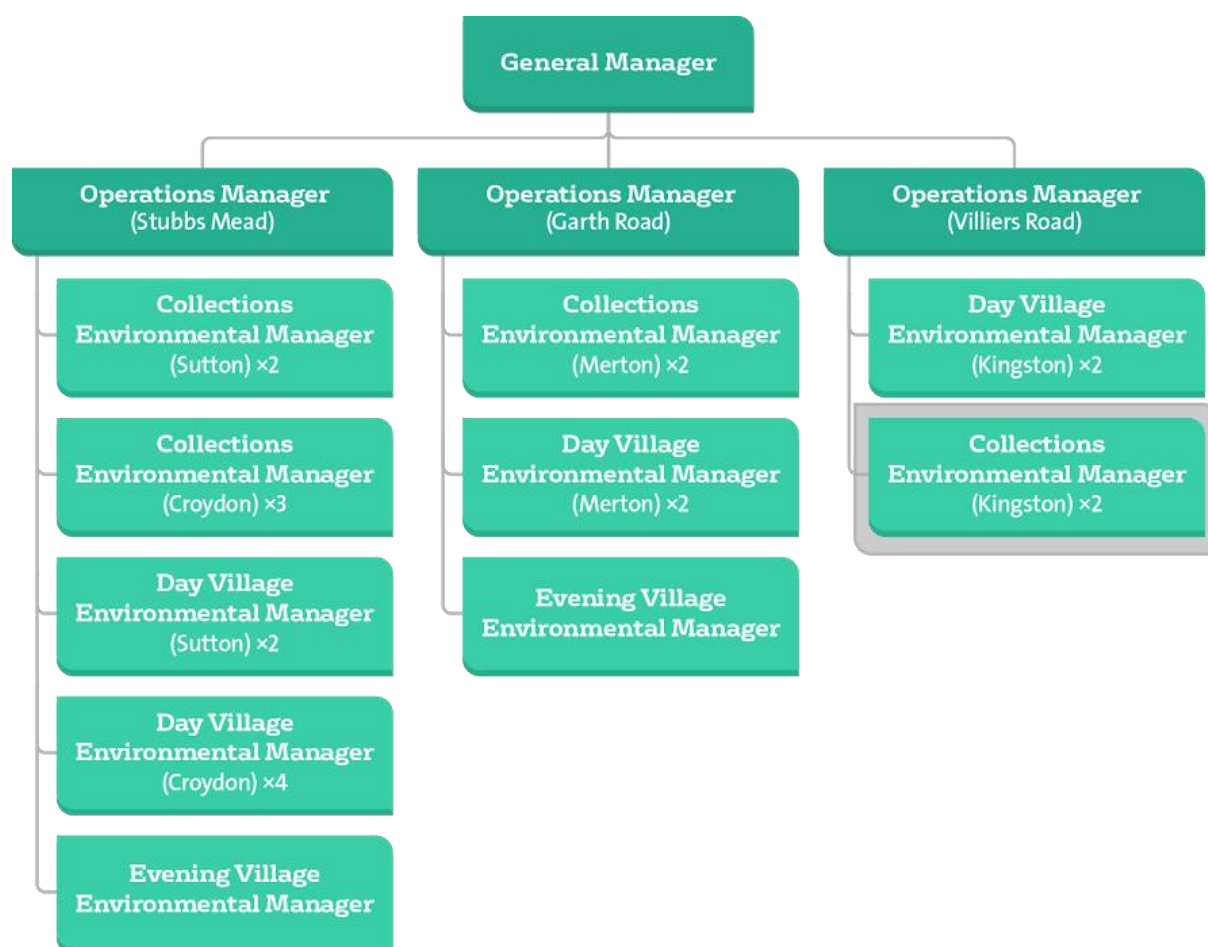 General Manager
Operations Manager
(Stubbs Mead)
Collections
Environmental Manager
(Sutton) ×2
Collections
Environmental Manager
(Croydon) ×3
Day Village
Environmental Manager
(Sutton) ×2
Day Village
Environmental Manager
(Croydon) ×4
Evening Village
Environmental Manager
Operations Manager
(Garth Road)
Collections
Environmental Manager
(Merton) ×2
Day Village
Environmental Manager
(Merton) ×2
Evening Village
Environmental Manager
Operations Manager
(Villiers Road)
Day Village
Environmental Manager
(Kingston) ×2
Collections
Environmental Manager
(Kingston) ×2